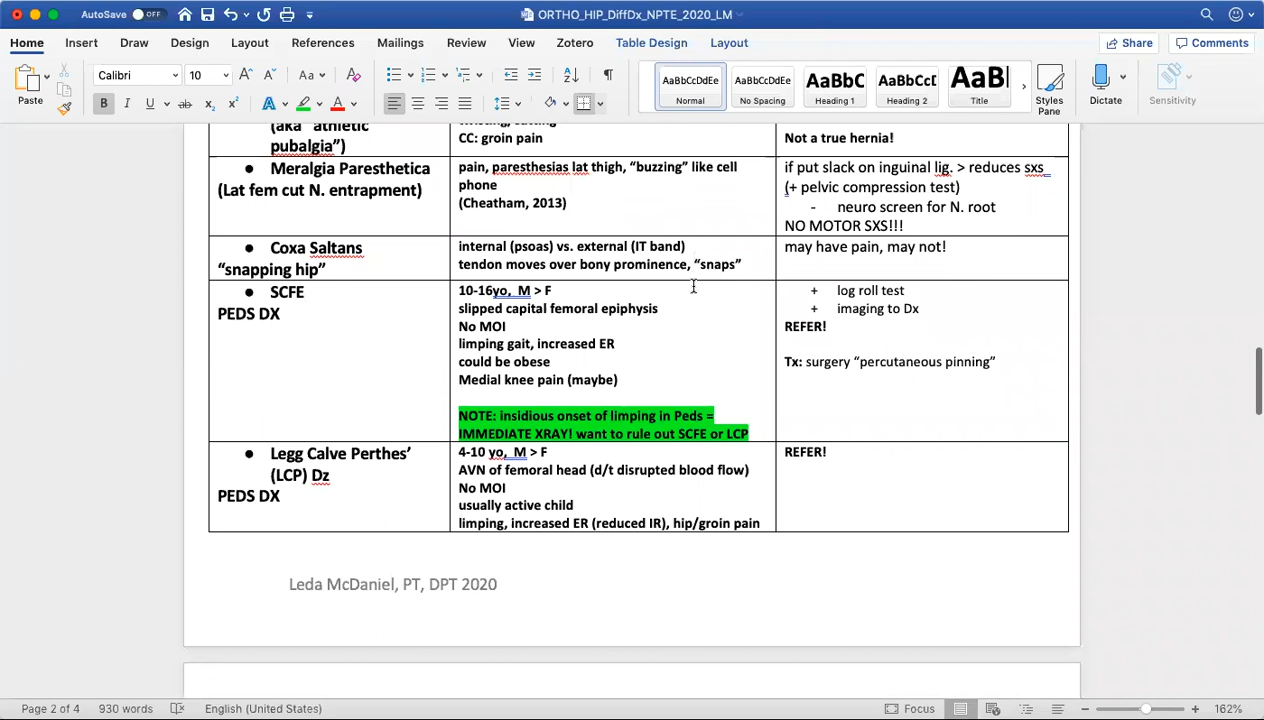 AutoSave OFF
ORTHO_HIP_DiffDx_NPTE_2020_LM
Home Insert Draw Design Layout References Mailings Review View Zotero Table Design Layout Share Comments
Calibri 10 Aa
B I U ab X2 X2 A A
AaBbCcDdEe AaBbCcDdEe AaBbC AaBbCcD AaB
Paste
Normal No Spacing Heading 1 Heading 2 Title
Styles Pane
Dictate
Sensitivity
(aka "athletic
pubalgia")
CC: groin pain
Not a true hernia!
● Meralgia Paresthetica
(Lat fem cut N. entrapment)
pain, paresthesias lat thigh, "buzzing" like cell
phone
(Cheatham, 2013)
if put slack on inguinal lig. > reduces sxs
(+ pelvic compression test)
- neuro screen for N. root
NO MOTOR SXS!!!
● Coxa Saltans
"snapping hip"
internal (psoas) vs. external (IT band)
tendon moves over bony prominence, "snaps"
may have pain, may not!
● SCFE
PEDS DX
10-16yo, M > F
slipped capital femoral epiphysis
No MOI
limping gait, increased ER
could be obese
Medial knee pain (maybe)
NOTE: insidious onset of limping in Peds =
IMMEDIATE XRAY! want to rule out SCFE or LCP
+ log roll test
+ imaging to Dx
REFER!
Tx: surgery "percutaneous pinning"
● Legg Calve Perthes'
(LCP) Dz
PEDS DX
4-10 yo, M > F
AVN of femoral head (d/t disrupted blood flow)
No MOI
usually active child
limping, increased ER (reduced IR), hip/groin pain
REFER!
Leda McDaniel, PT, DPT 2020
Page 2 of 4 930 words English (United States) Focus 162%